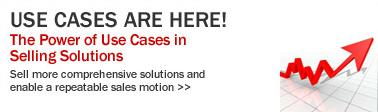 USE CASES ARE HERE!
The Power of Use Cases in
Selling Solutions
Sell more comprehensive solutions and
enable a repeatable sales motion >>